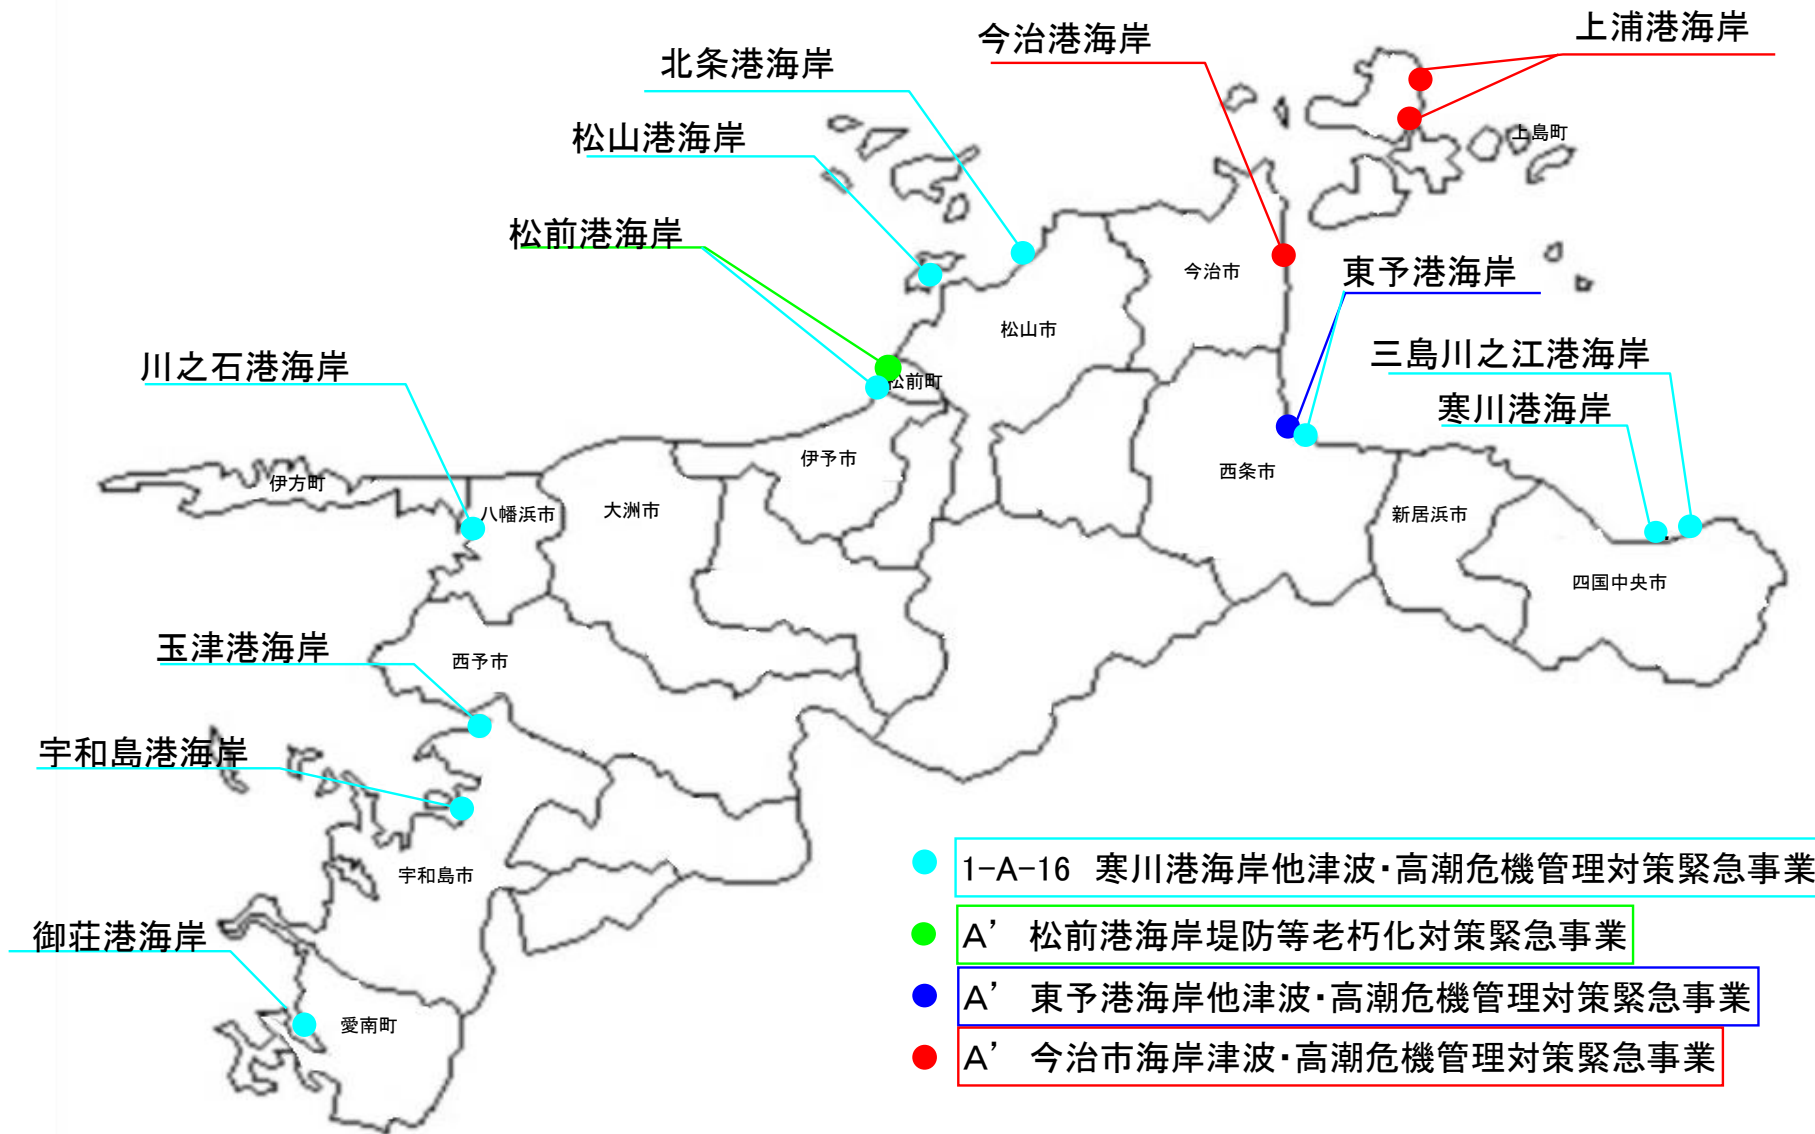 上浦港海岸
今治港海岸
北条港海岸
松山港海岸
上島町
松前港海岸
今治市
東予港海岸
松山市
三島川之江港海岸
川之石港海岸
松前町
寒川港海岸
伊予市
西条市
伊方町
八幡浜市
大洲市
新居浜市
四国中央市
玉津港海岸
西予市
宇和島港海岸
宇和島市
御荘港海岸
愛南町
1-A-16 寒川港海岸他津波・高潮危機管理対策緊急事業
A’ 松前港海岸堤防等老朽化対策緊急事業
A’ 東予港海岸他津波・高潮危機管理対策緊急事業
A’ 今治市海岸津波・高潮危機管理対策緊急事業